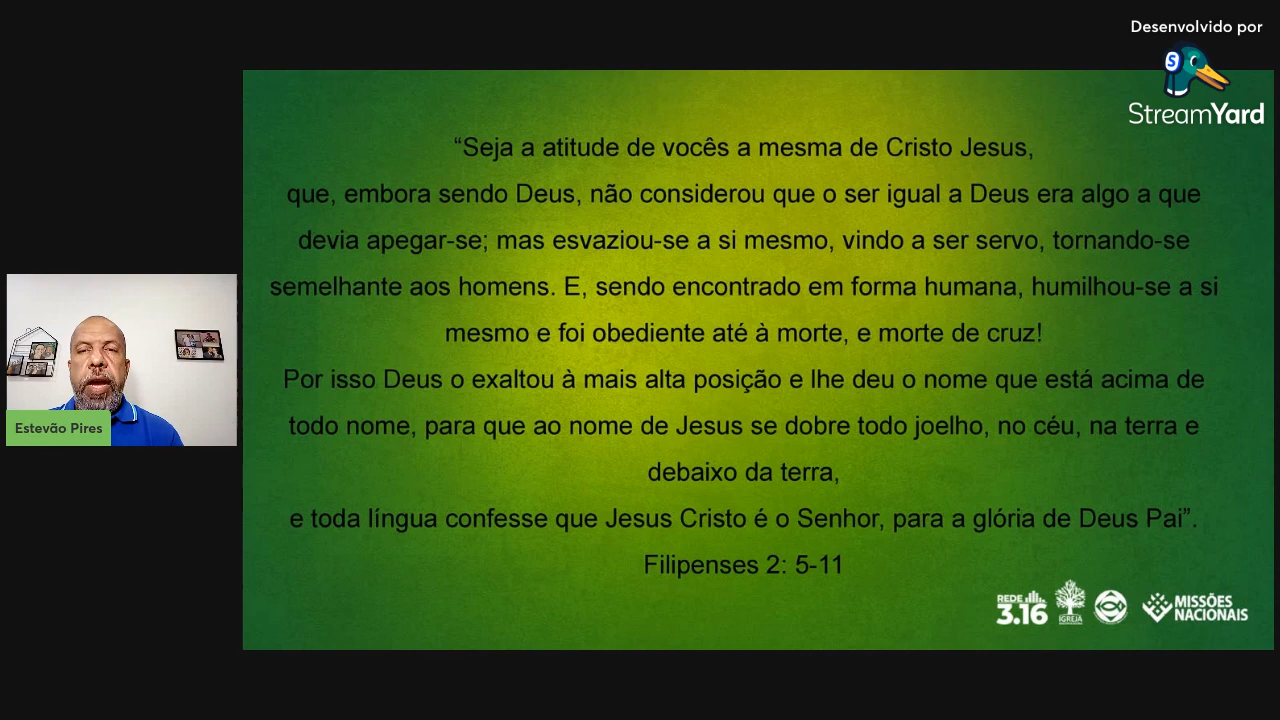 Desenvolvido por
StreamYard
“Seja a atitude de vocês a mesma de Cristo Jesus,
que, embora sendo Deus, não considerou que o ser igual a Deus era algo a que
devia apegar-se; mas esvaziou-se a si mesmo, vindo a ser servo, tornando-se
semelhante aos homens. E, sendo encontrado em forma humana, humilhou-se a si
mesmo e foi obediente até à morte, e morte de cruz!
Por isso Deus o exaltou à mais alta posição e lhe deu o nome que está acima de
todo nome, para que ao nome de Jesus se dobre todo joelho, no céu, na terra e
debaixo da terra,
e toda língua confesse que Jesus Cristo é o Senhor, para a glória de Deus Pai”.
Filipenses 2: 5-11
Estevão Pires
REDE
3.16
IGREJA
MISSÕES
NACIONAIS